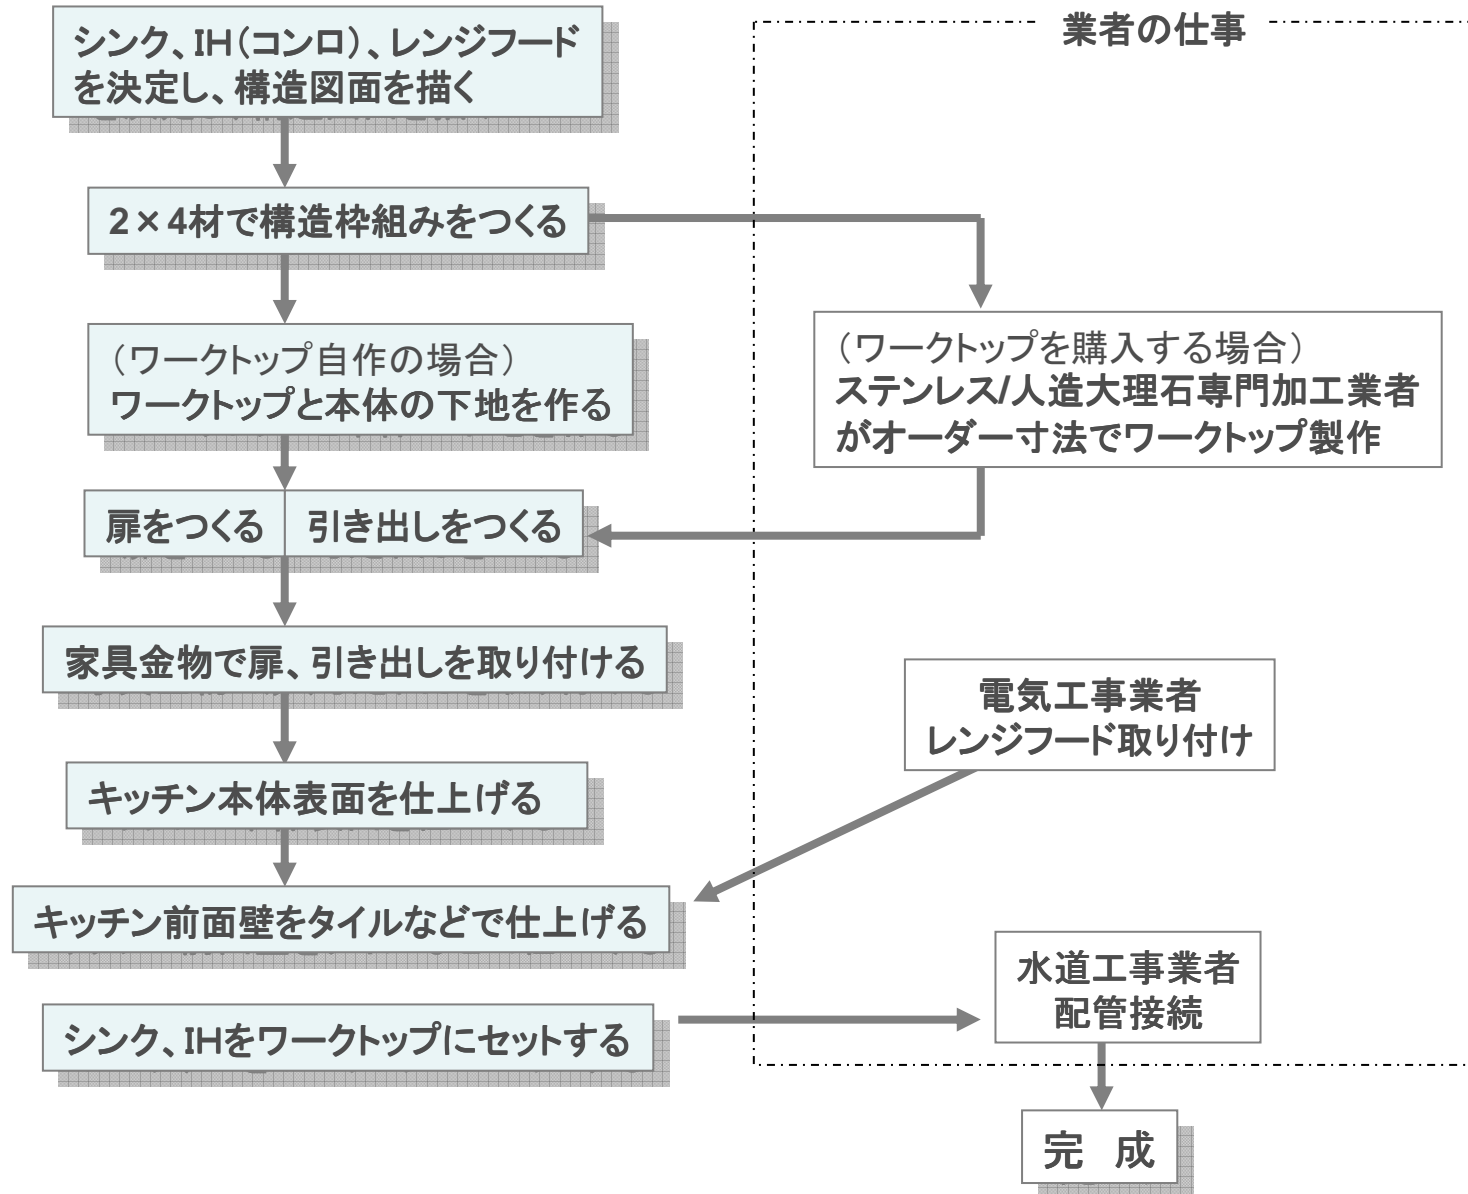 シンク、IH(コンロ)、レンジフード
を決定し、構造図面を描く
業者の仕事
2×4材で構造枠組みをつくる
(ワークトップ自作の場合)
ワークトップと本体の下地を作る
(ワークトップを購入する場合)
ステンレス/人造大理石専門加工業者
がオーダー寸法でワークトップ製作
扉をつくる
引き出しをつくる
家具金物で扉、引き出しを取り付ける
電気工事業者
レンジフード取り付け
キッチン本体表面を仕上げる
キッチン前面壁をタイルなどで仕上げる
シンク、IHをワークトップにセットする
水道工事業者
配管接続
完 成